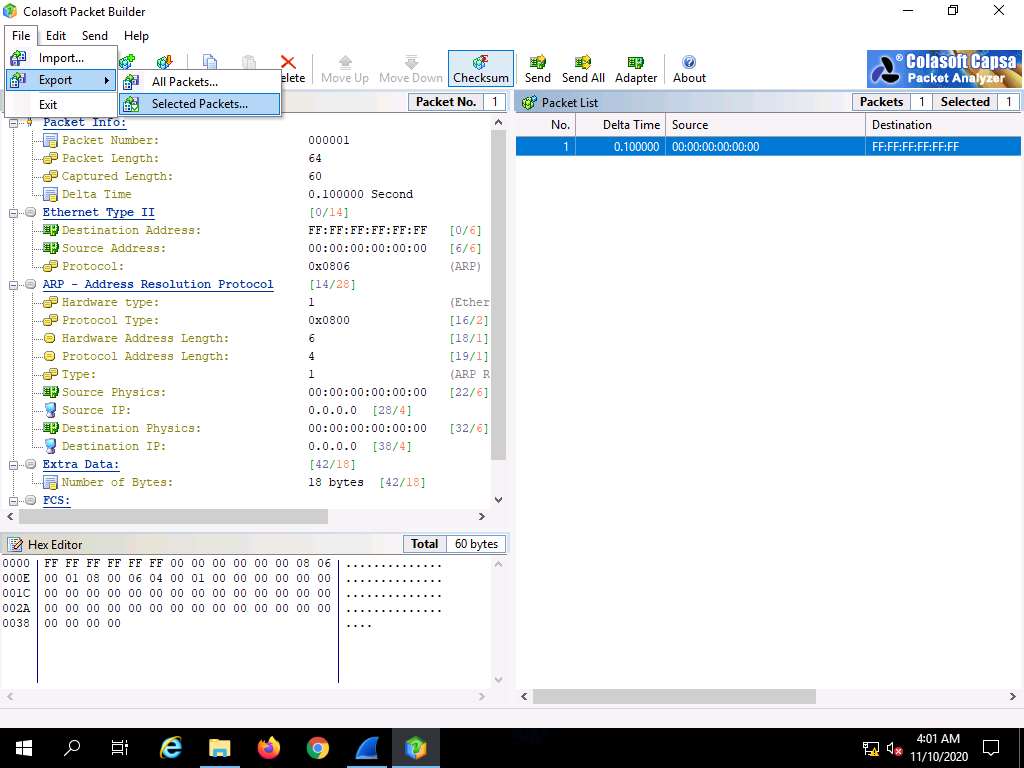 Colasoft Packet Builder
File Edit Send Help
Import...
Export
Exit
All Packets...
Selected Packets...
elete Move Up Move Down Checksum Send Send All Adapter About
© Colasoft Capsa
Packet Analyzer
Packet No. 1
Packet List Packets 1 Selected 1
No. Delta Time Source Destination
1 0.100000 00:00:00:00:00:00 FF:FF:FF:FF:FF:FF
Packet Info:
Packet Number: 000001
Packet Length: 64
Captured Length: 60
Delta Time 0.100000 Second
Ethernet Type II [0/14]
Destination Address: FF:FF:FF:FF:FF:FF [0/6]
Source Address: 00:00:00:00:00:00 [6/6]
Protocol: 0x0806 (ARP)
ARP - Address Resolution Protocol [14/28]
Hardware type: 1 (Ether
Protocol Type: 0x0800 [16/2]
Hardware Address Length: 6 [18/1]
Protocol Address Length: 4 [19/1]
Type: 1 (ARP R
Source Physics: 00:00:00:00:00:00 [22/6]
Source IP: 0.0.0.0 [28/4]
Destination Physics: 00:00:00:00:00:00 [32/6]
Destination IP: 0.0.0.0 [38/4]
Extra Data: [42/18]
Number of Bytes: 18 bytes [42/18]
FCS:
Hex Editor Total 60 bytes
0000 FF FF FF FF FF FF 00 00 00 00 00 00 08 06 ..............
000E 00 01 08 00 06 04 00 01 00 00 00 00 00 00 ..............
001C 00 00 00 00 00 00 00 00 00 00 00 00 00 00 ..............
002A 00 00 00 00 00 00 00 00 00 00 00 00 00 00 ..............
0038 00 00 00 00 ....
4:01 AM
11/10/2020